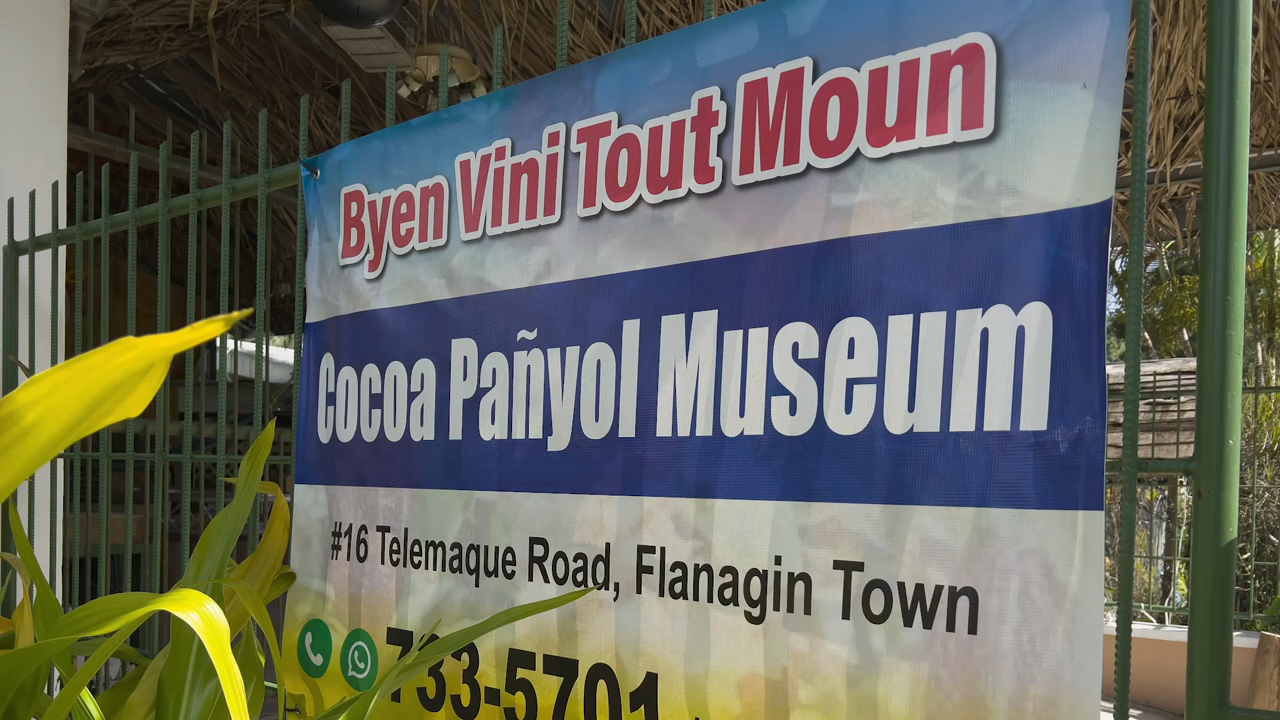 Byen Vini Tout Moun
Cocoa Pañyol Museum
#16 Telemaque Road, Flanagin Town
733-5701